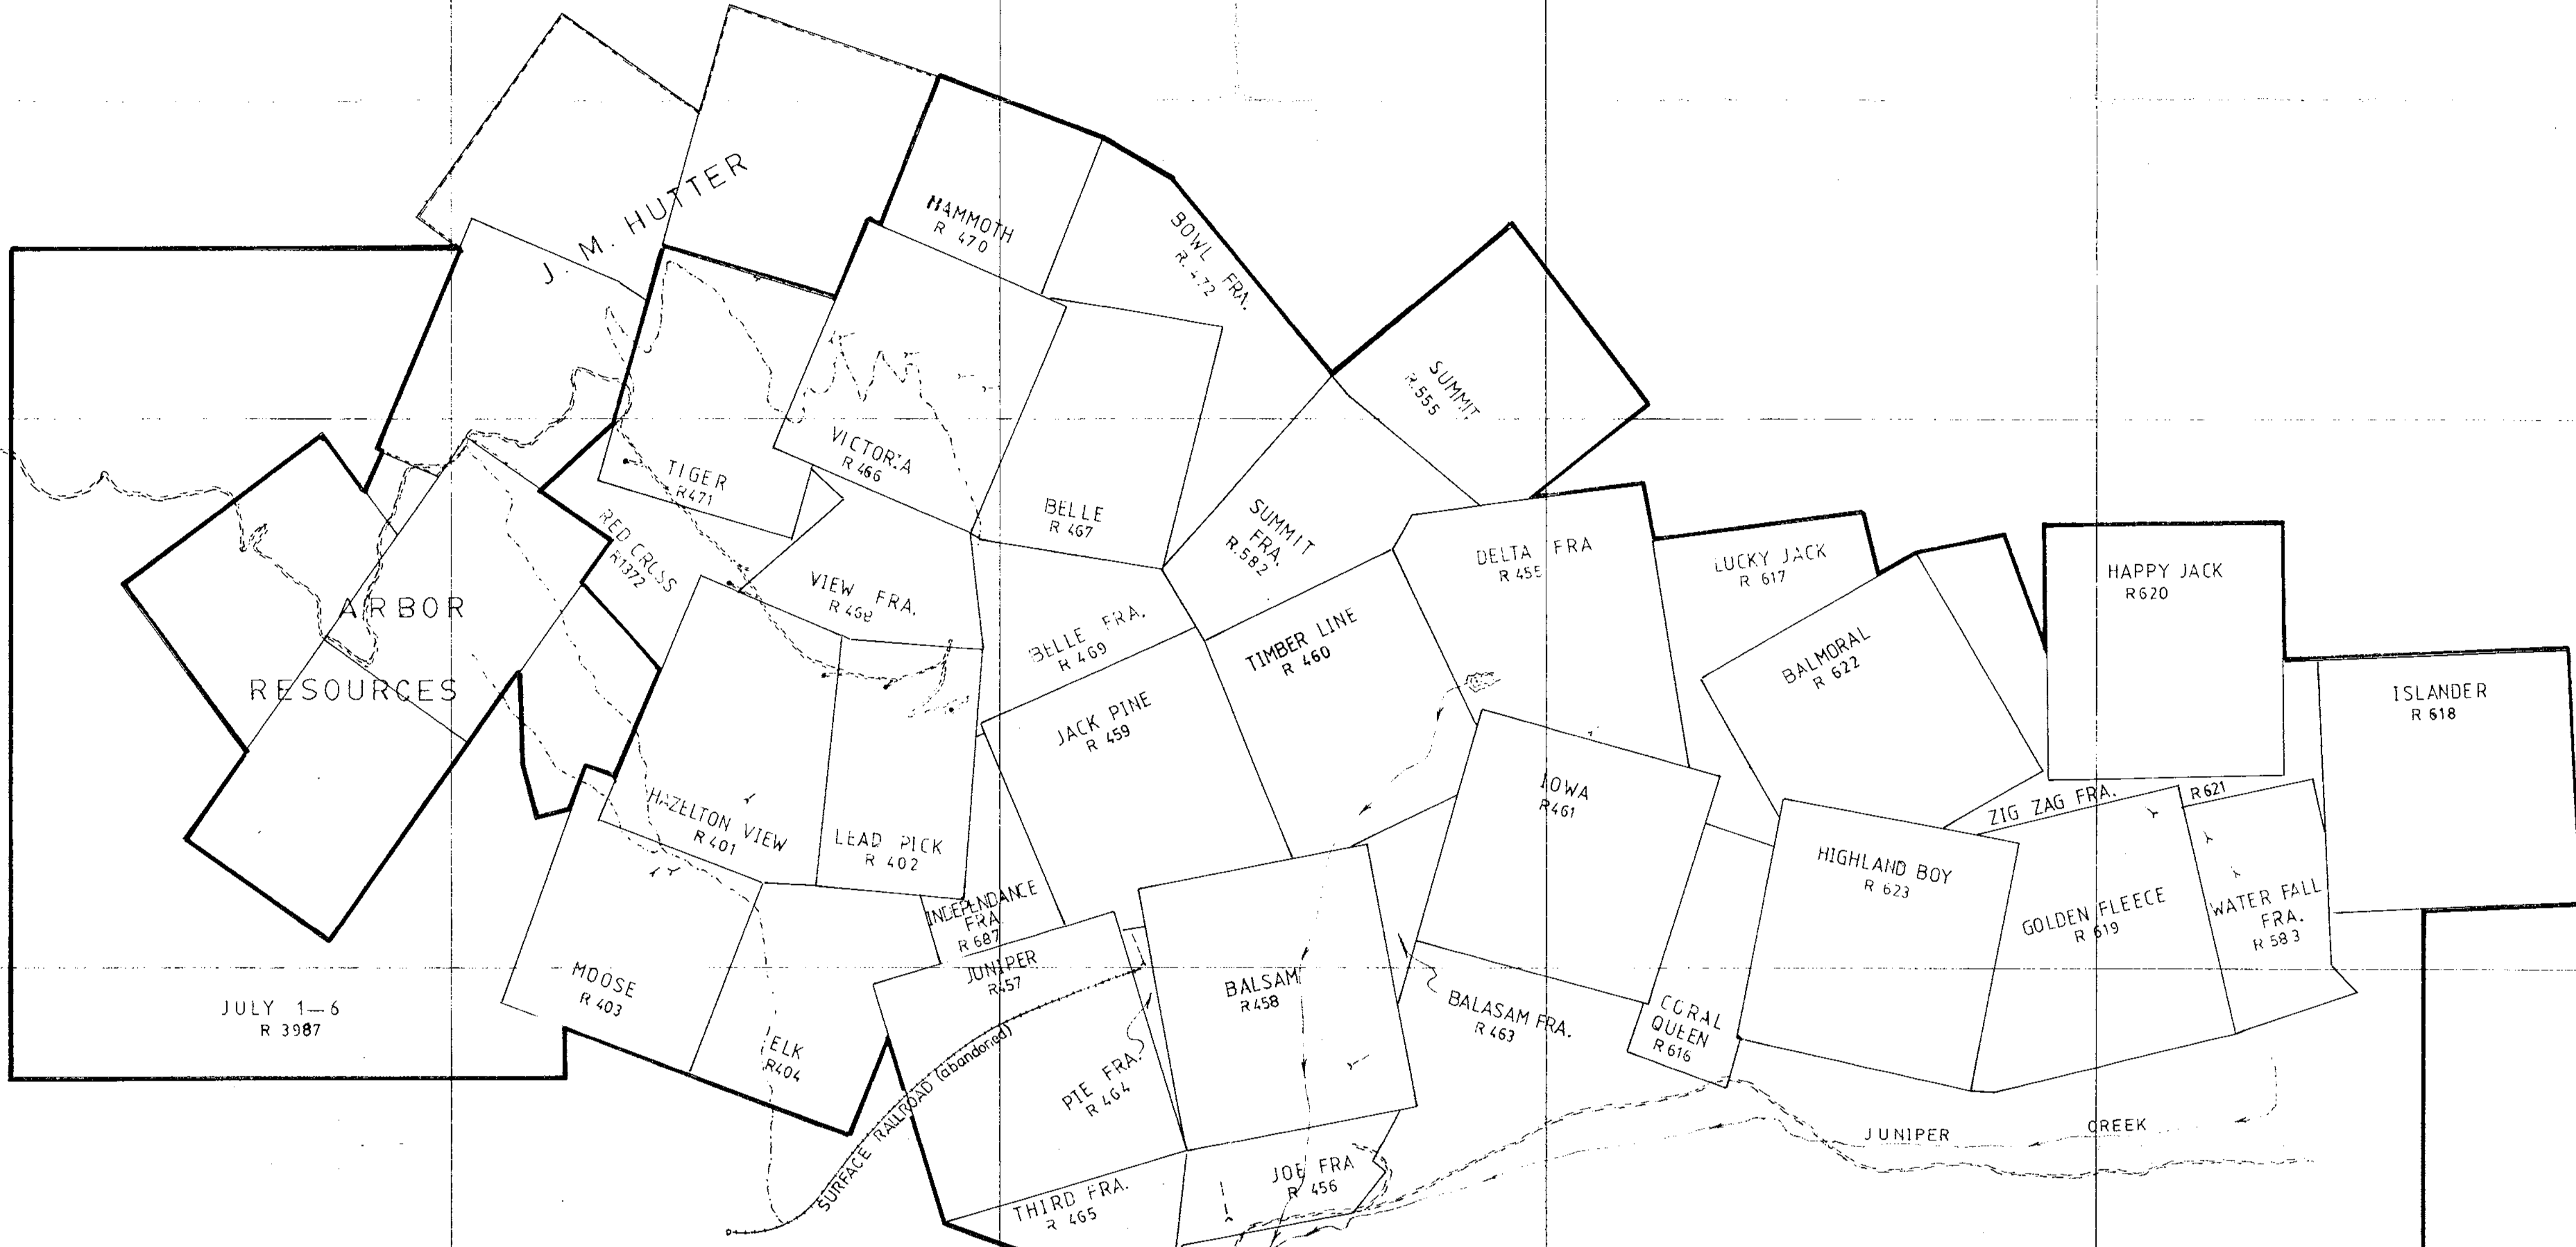 J. M. HUTTER
MAMMOTH
R 470
BOWL FRA.
R. 472
SUMMIT
R.555
VICTORIA
R 466
TIGER
R471
BELLE
R 467
SUMMIT
FRA.
R.582
DELTA FRA
R 455
LUCKY JACK
R 617
HAPPY JACK
R620
RED CROSS
R1372
VIEW FRA.
R 468
BELLE FRA.
R 469
TIMBER LINE
R 460
BALMORAL
R 622
ISLANDER
R 618
ARBOR
RESOURCES
JACK PINE
R 459
IOWA
R461
ZIG ZAG FRA.
R621
HAZELTON VIEW
R 401
LEAD PICK
R 402
HIGHLAND BOY
R 623
GOLDEN FLEECE
R 619
WATER FALL
FRA.
R 583
INDEPENDANCE
FRA
R 687
JUNIPER
R457
MOOSE
R 403
BALSAM
R458
BALASAM FRA.
R 463
CORAL
QUEEN
R616
JULY 1-6
R 3987
ELK
R404
SURFACE RAILROAD (abandoned)
PIE FRA.
R 464
JUNIPER CREEK
THIRD FRA.
R 465
JOE FRA
R 456